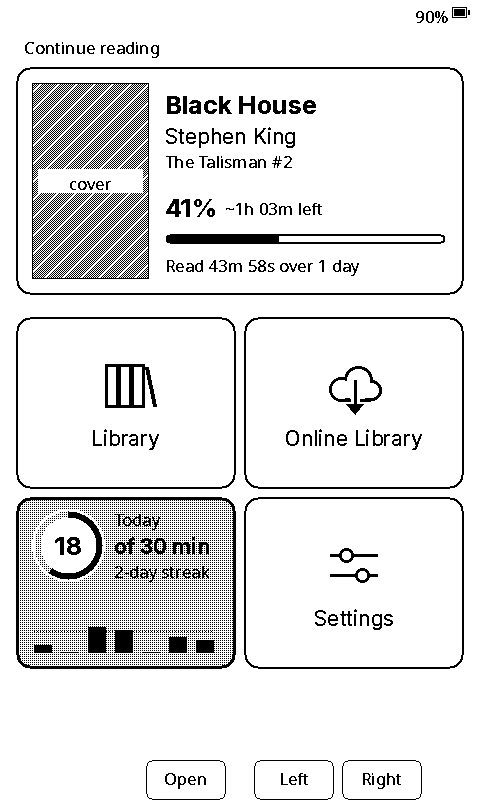 90%
Continue reading
cover
Black House
Stephen King
The Talisman #2
41% ~1h 03m left
Read 43m 58s over 1 day
Library
Online Library
18
Today
of 30 min
2-day streak
Settings
Open
Left
Right